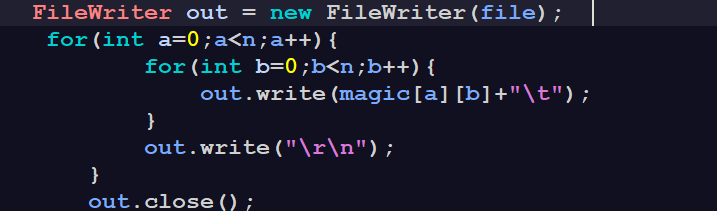 FileWriter out = new FileWriter(file);
for(int a=0;a<n;a++){
for(int b=0;b<n;b++){
out.write(magic[a][b]+"\t");
}
out.write("\r\n");
}
out.close();